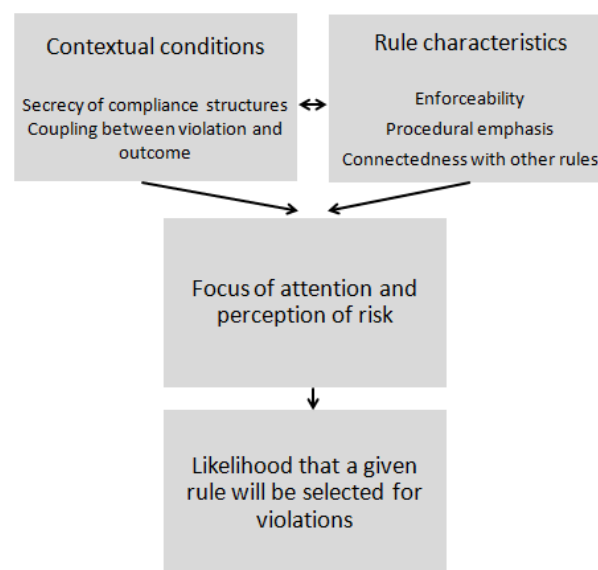 Contextual conditions
Secrecy of compliance structures
Coupling between violation and
outcome
Rule characteristics
Enforceability
Procedural emphasis
Connectedness with other rules
Focus of attention and
perception of risk
Likelihood that a given
rule will be selected for
violations